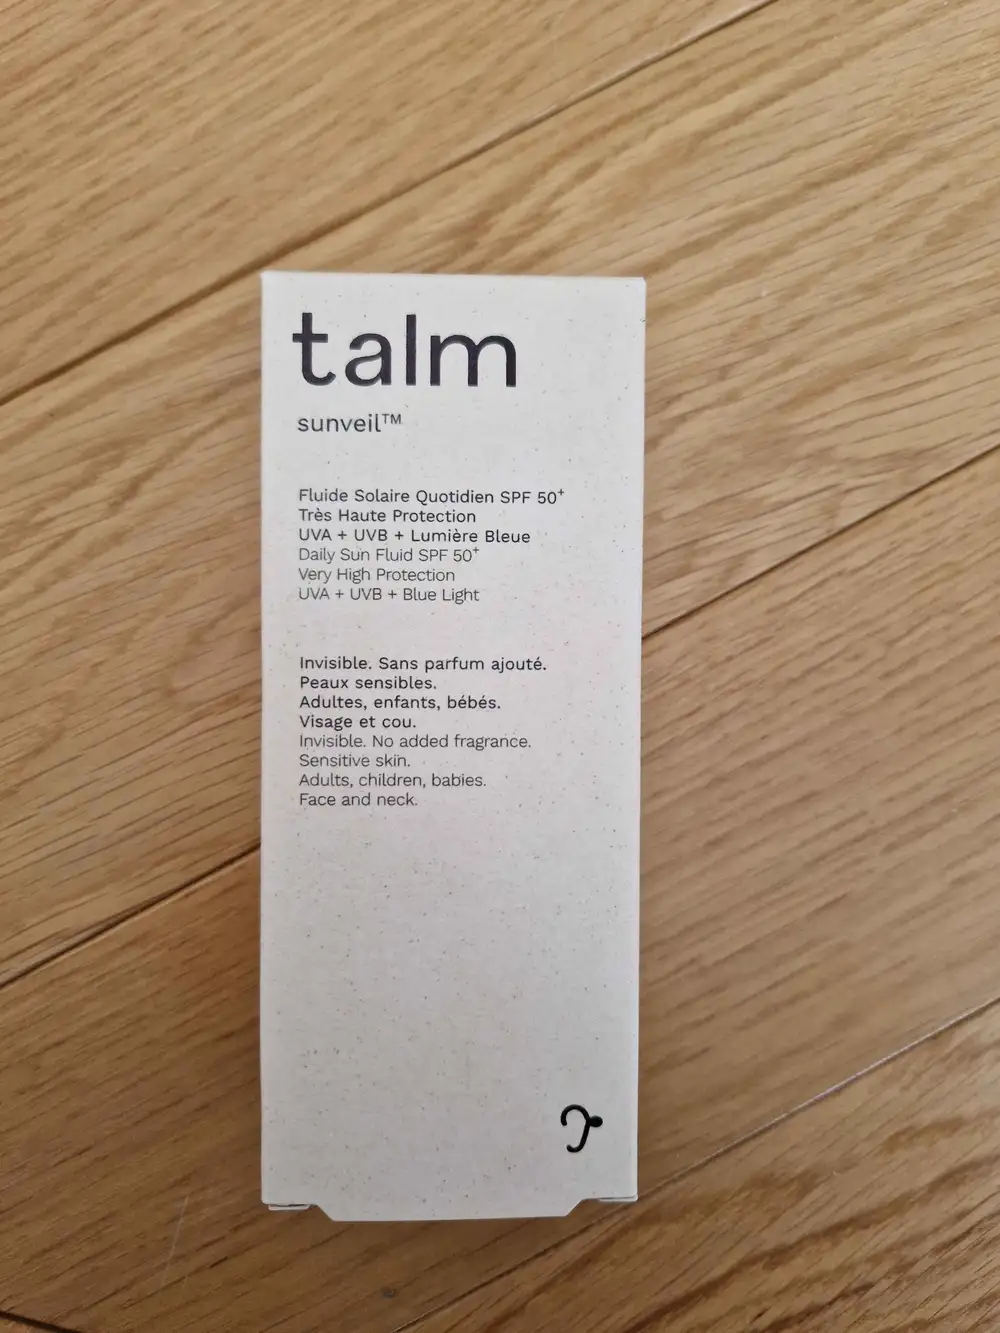 talm
sunveil™
Fluide Solaire Quotidien SPF 50⁺
Très Haute Protection
UVA + UVB + Lumière Bleue
Daily Sun Fluid SPF 50⁺
Very High Protection
UVA + UVB + Blue Light
Invisible. Sans parfum ajouté.
Peaux sensibles.
Adultes, enfants, bébés.
Visage et cou.
Invisible. No added fragrance.
Sensitive skin.
Adults, children, babies.
Face and neck.